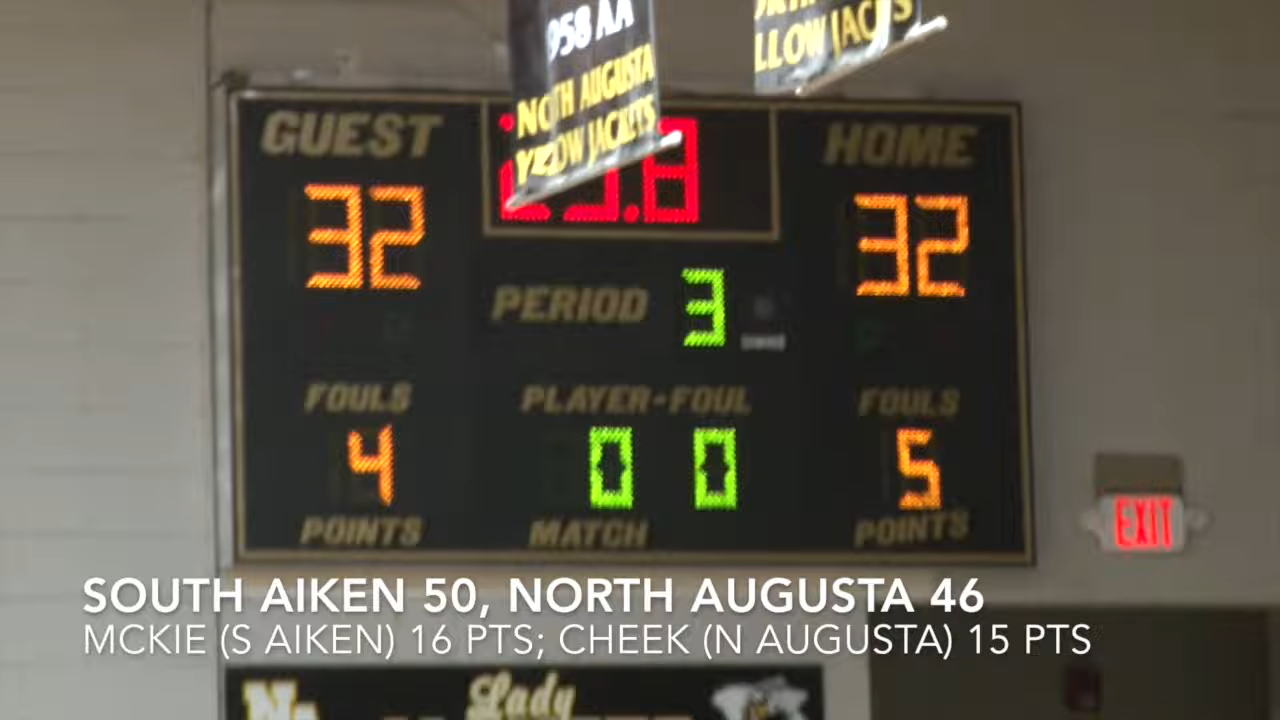 958 AA
NORTH AUGUSTA
YELLOW JACKETS
LLOW JACKETS
GUEST
HOME
32
32
PERIOD 3
FOULS
PLAYER-FOUL
FOULS
4
0 0
5
POINTS
MATCH
POINTS
EXIT
SOUTH AIKEN 50, NORTH AUGUSTA 46
MCKIE (S AIKEN) 16 PTS; CHEEK (N AUGUSTA) 15 PTS
Lady